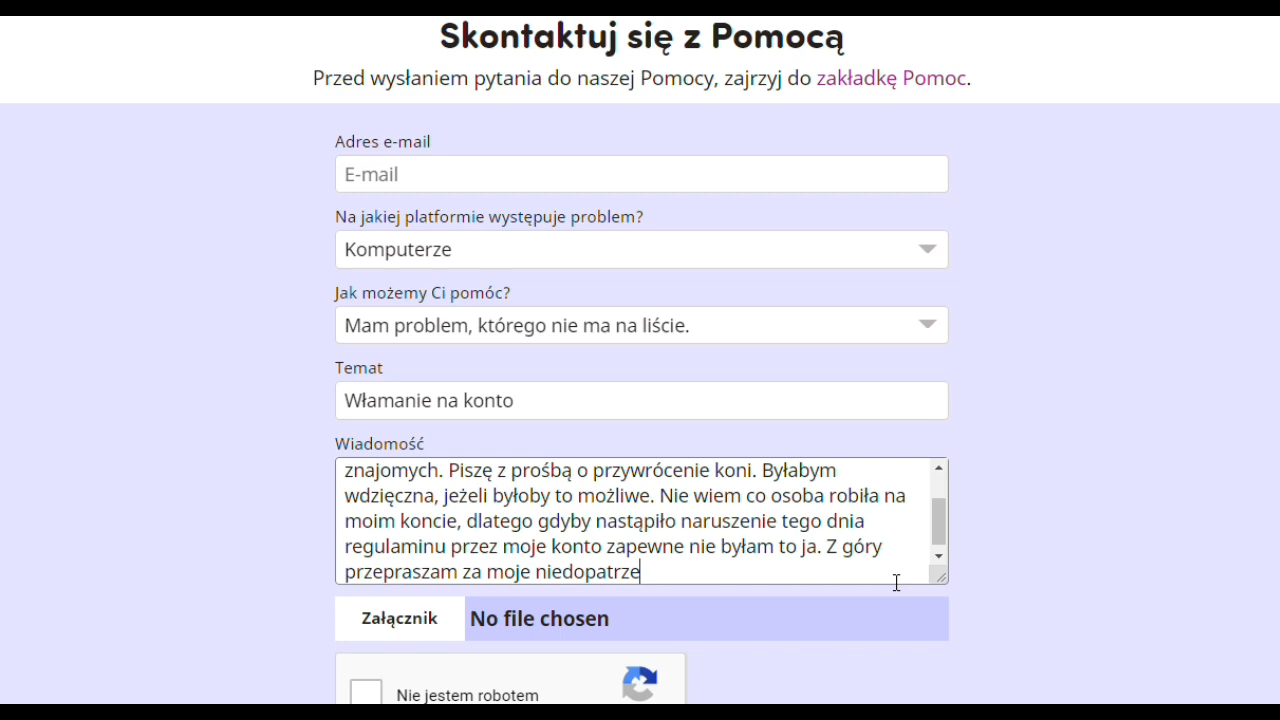 Skontaktuj się z Pomocą
Przed wysłaniem pytania do naszej Pomocy, zajrzyj do zakładkę Pomoc.
Adres e-mail
E-mail
Na jakiej platformie występuje problem?
Komputerze
Jak możemy Ci pomóc?
Mam problem, którego nie ma na liście.
Temat
Włamanie na konto
Wiadomość
znajomych. Piszę z prośbą o przywrócenie koni. Byłabym
wdzięczna, jeżeli byłoby to możliwe. Nie wiem co osoba robiła na
moim koncie, dlatego gdyby nastąpiło naruszenie tego dnia
regulaminu przez moje konto zapewne nie byłam to ja. Z góry
przepraszam za moje niedopatrze
Załącznik No file chosen
Nie jestem robotem